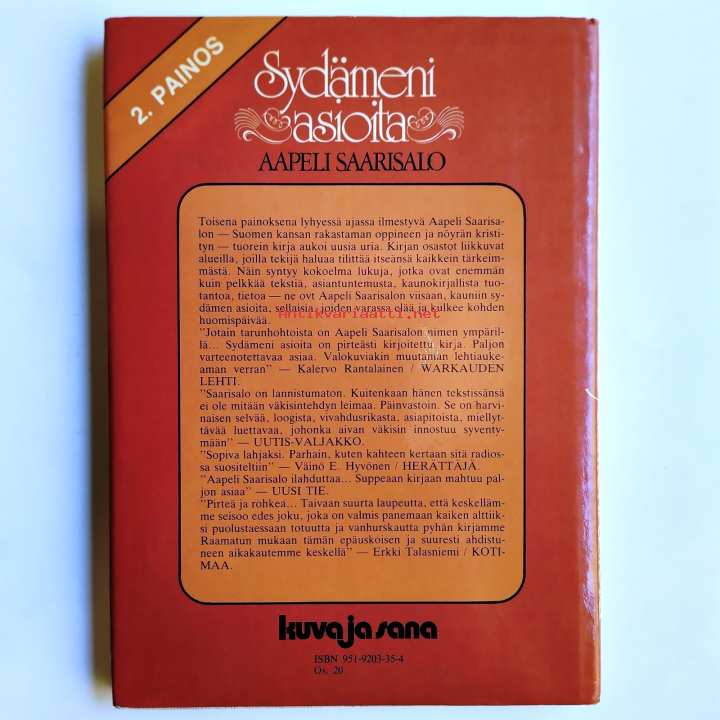 2. PAINOS
Sydämeni
asioita
AAPELI SAARISALO
Toisena painoksena lyhyessä ajassa ilmestyvä Aapeli Saarisa-
lon — Suomen kansan rakastaman oppineen ja nöyrän kristi-
tyn — tuorein kirja aukoi uusia uria. Kirjan osastot liikkuvat
alueilla, joilla tekijä haluaa tilittää itseänsä kaikkein tärkeim-
mästä. Näin syntyy kokoelma lukuja, jotka ovat enemmän
kuin pelkkää tekstiä, asiantuntemusta, kaunokirjallista tuo-
tantoa, tietoa — ne ovt Aapeli Saarisalon viisaan, kauniin sy-
dämen asioita, sellaisia, joiden varassa elää ja kulkee kohden
antikvariaatti.net
huomispäivää.
"Jotain tarunhohtoista on Aapeli Saarisalon nimen ympäril-
lä... Sydämeni asioita on pirteästi kirjoitettu kirja. Paljon
varteenotettavaa asiaa. Valokuviakin muutaman lehtiauke-
aman verran" — Kalervo Rantalainen / WARKAUDEN
LEHTI.
"Saarisalo on lannistumaton. Kuitenkaan hänen tekstissänsä
ei ole mitään väkisintehdyn leimaa. Päinvastoin. Se on harvi-
naisen selvää, loogista, vivahdusrikasta, asiapitoista, miellyt-
tävää luettavaa, johonka aivan väkisin innostuu syventy-
mään" — UUTIS-VALJAKKO.
"Sopiva lahjaksi. Parhain, kuten kahteen kertaan sitä radios-
sa suositeltiin" — Väinö E. Hyvönen / HERÄTTÄJÄ.
"Aapeli Saarisalo ilahduttaa... Suppeaan kirjaan mahtuu pal-
jon asiaa" — UUSI TIE.
"Pirteä ja rohkea... Taivaan suurta laupeutta, että keskelläm-
me seisoo edes joku, joka on valmis panemaan kaiken alttiik-
si puolustaessaan totuutta ja vanhurskautta pyhän kirjamme
Raamatun mukaan tämän epäuskoisen ja suuresti ahdistu-
neen aikakautemme keskellä" — Erkki Talasniemi / KOTI-
MAA.
kuva ja sana
ISBN 951-9203-35-4
Os. 20